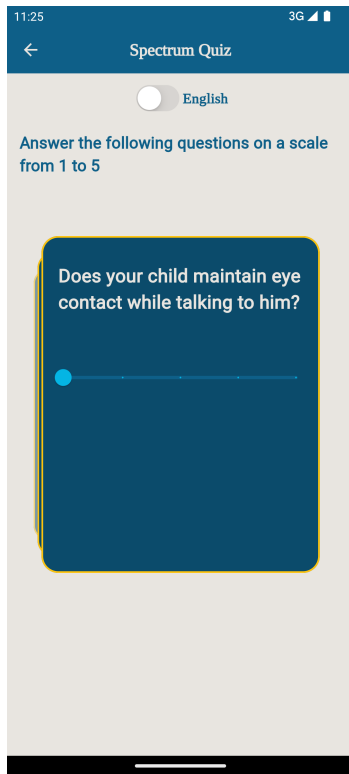 11:25
3G
Spectrum Quiz
English
Answer the following questions on a scale
from 1 to 5
Does your child maintain eye
contact while talking to him?